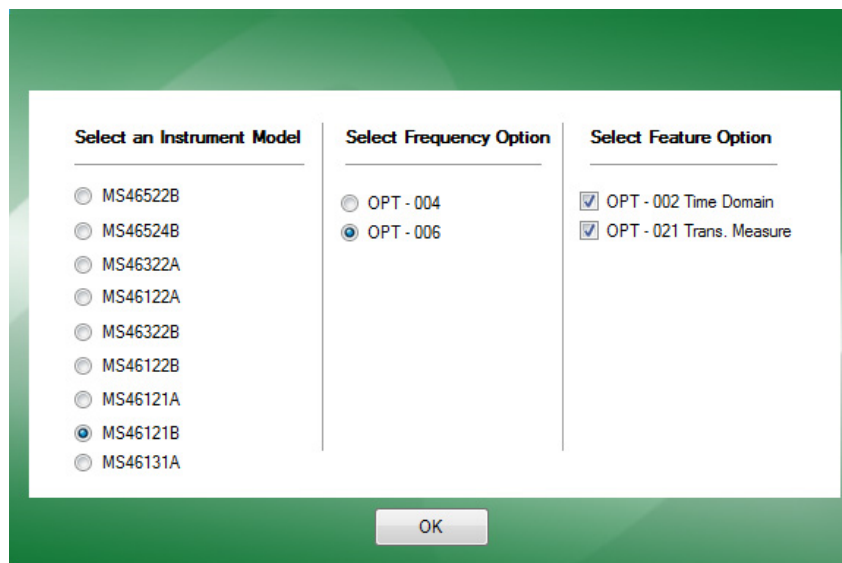 Select an Instrument Model
MS46522B
MS46524B
MS46322A
MS46122A
MS46322B
MS46122B
MS46121A
MS46121B
MS46131A
Select Frequency Option
OPT - 004
OPT - 006
Select Feature Option
OPT - 002 Time Domain
OPT - 021 Trans. Measure
OK